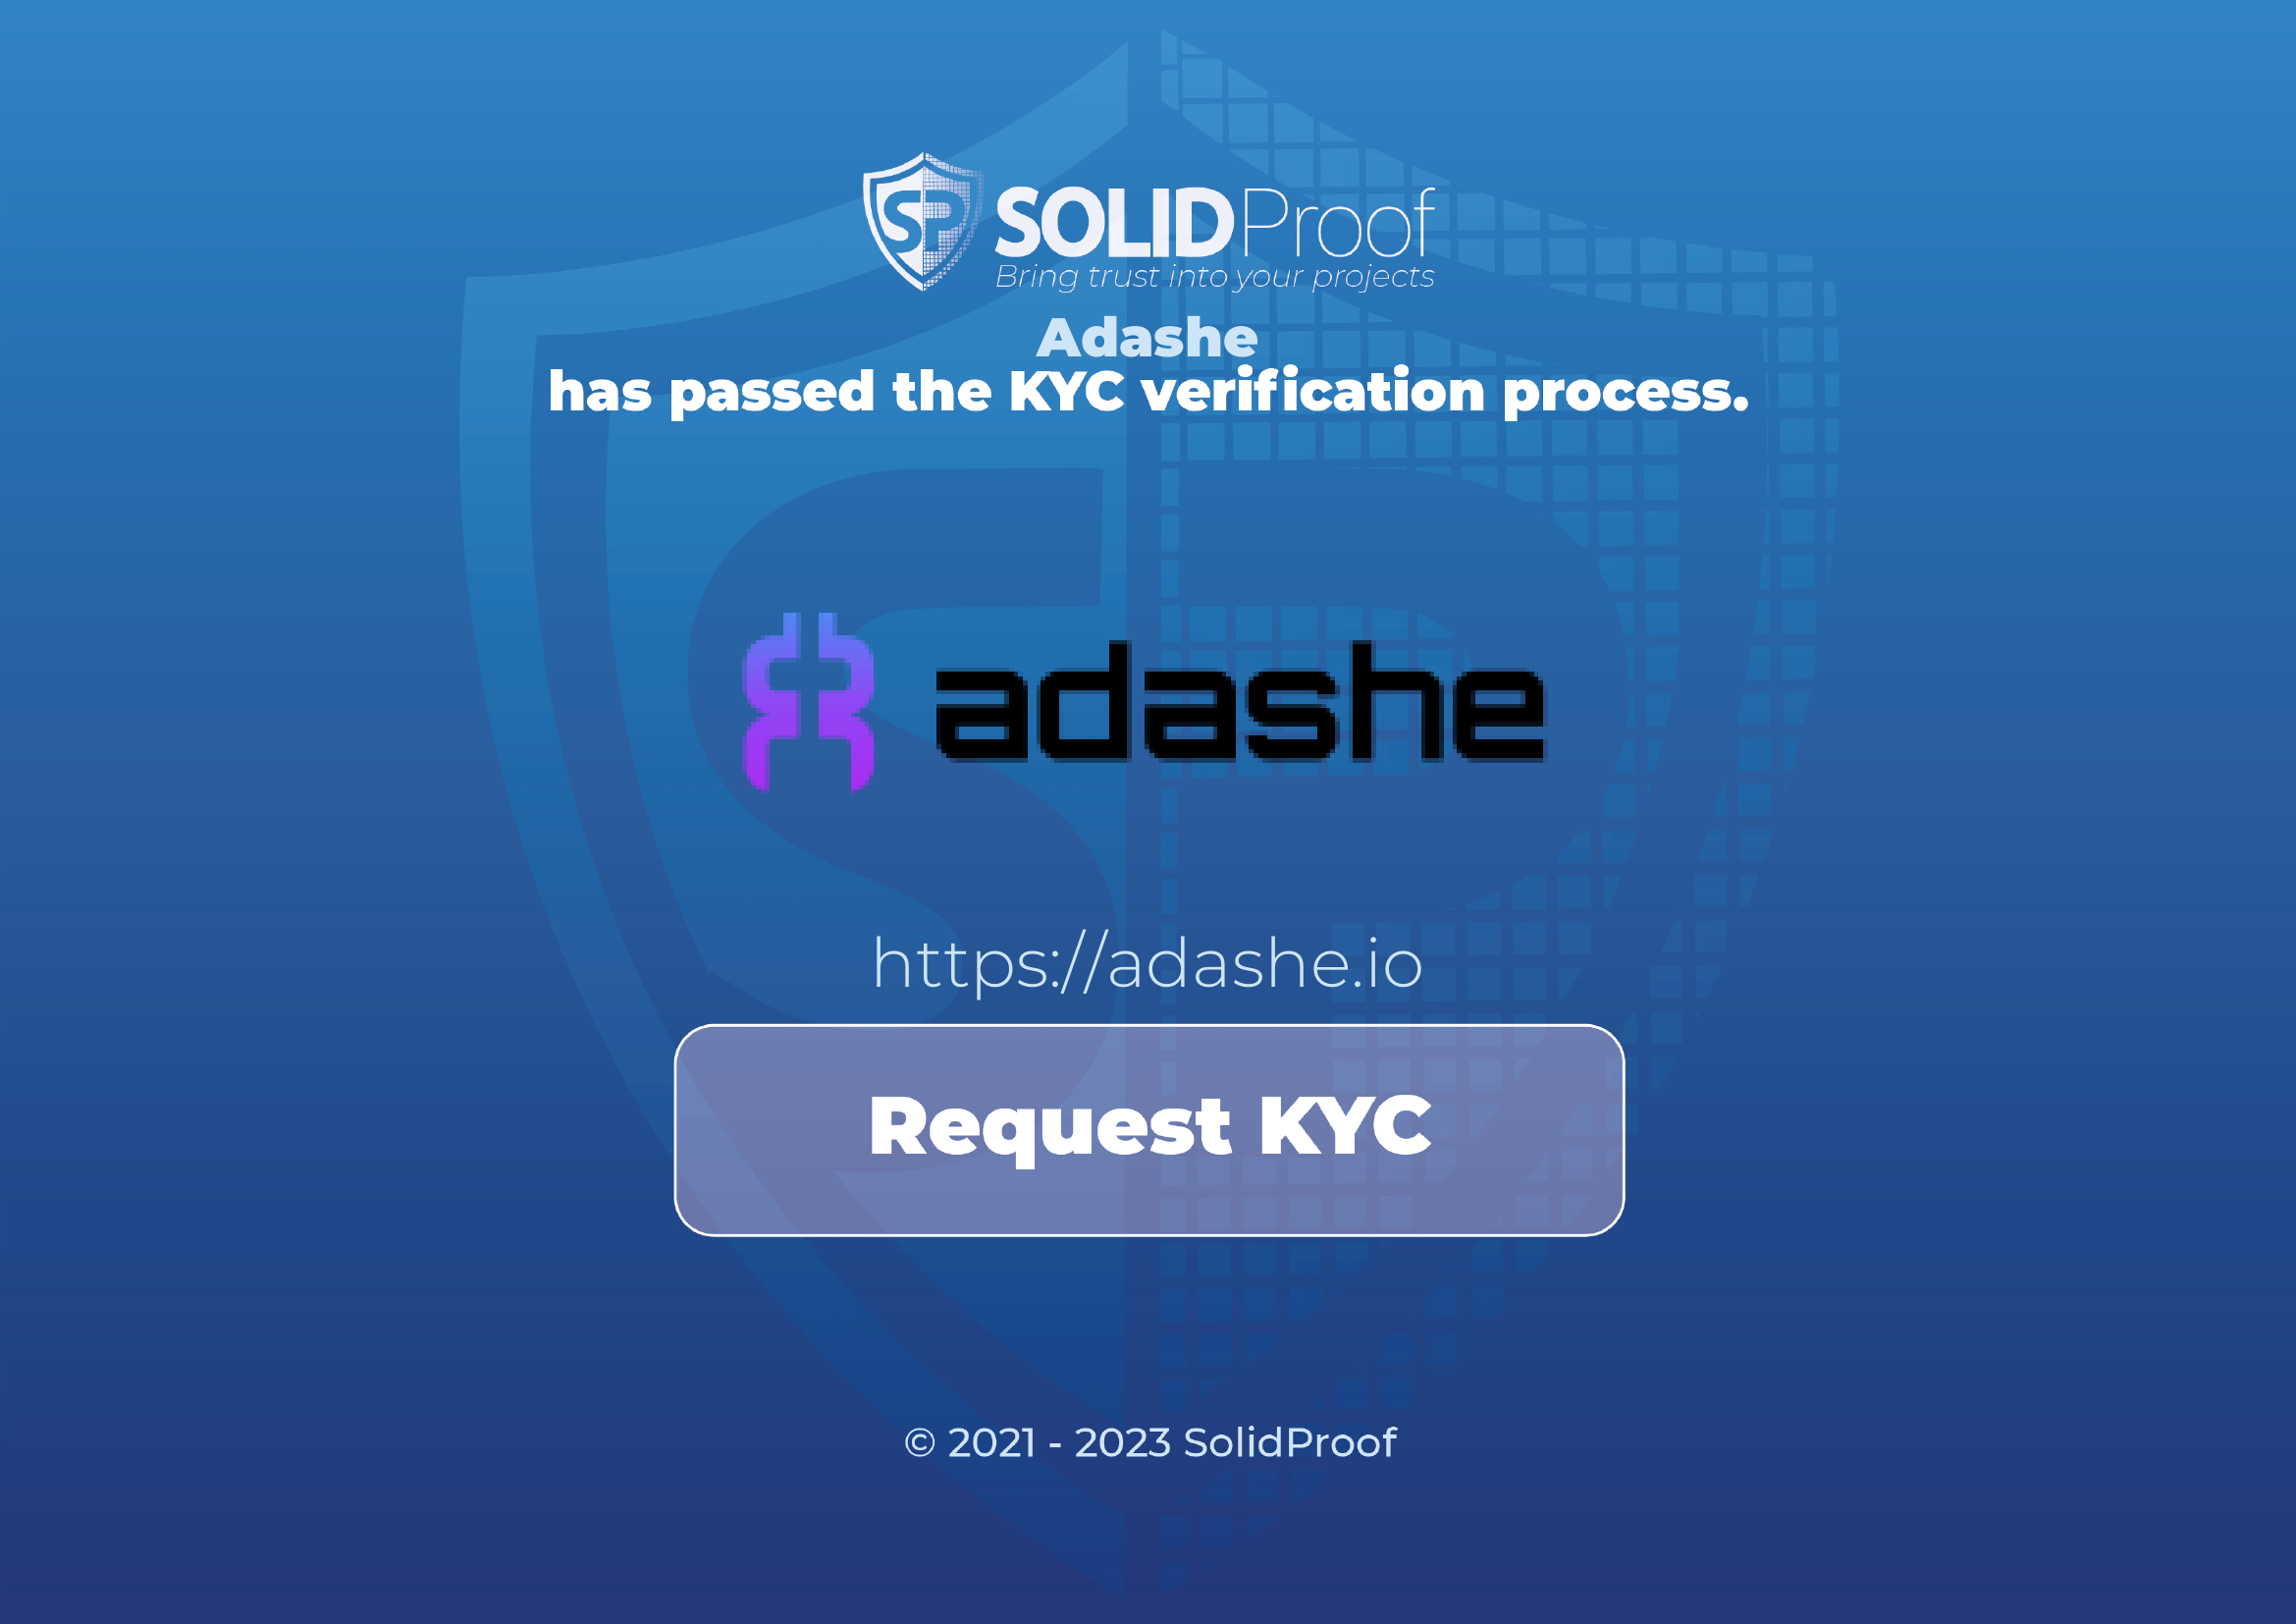 SP SOLIDProof
Bring trust into your projects
Adashe
has passed the KYC verification process.
adashe
https://adashe.io
Request KYC
© 2021 - 2023 SolidProof